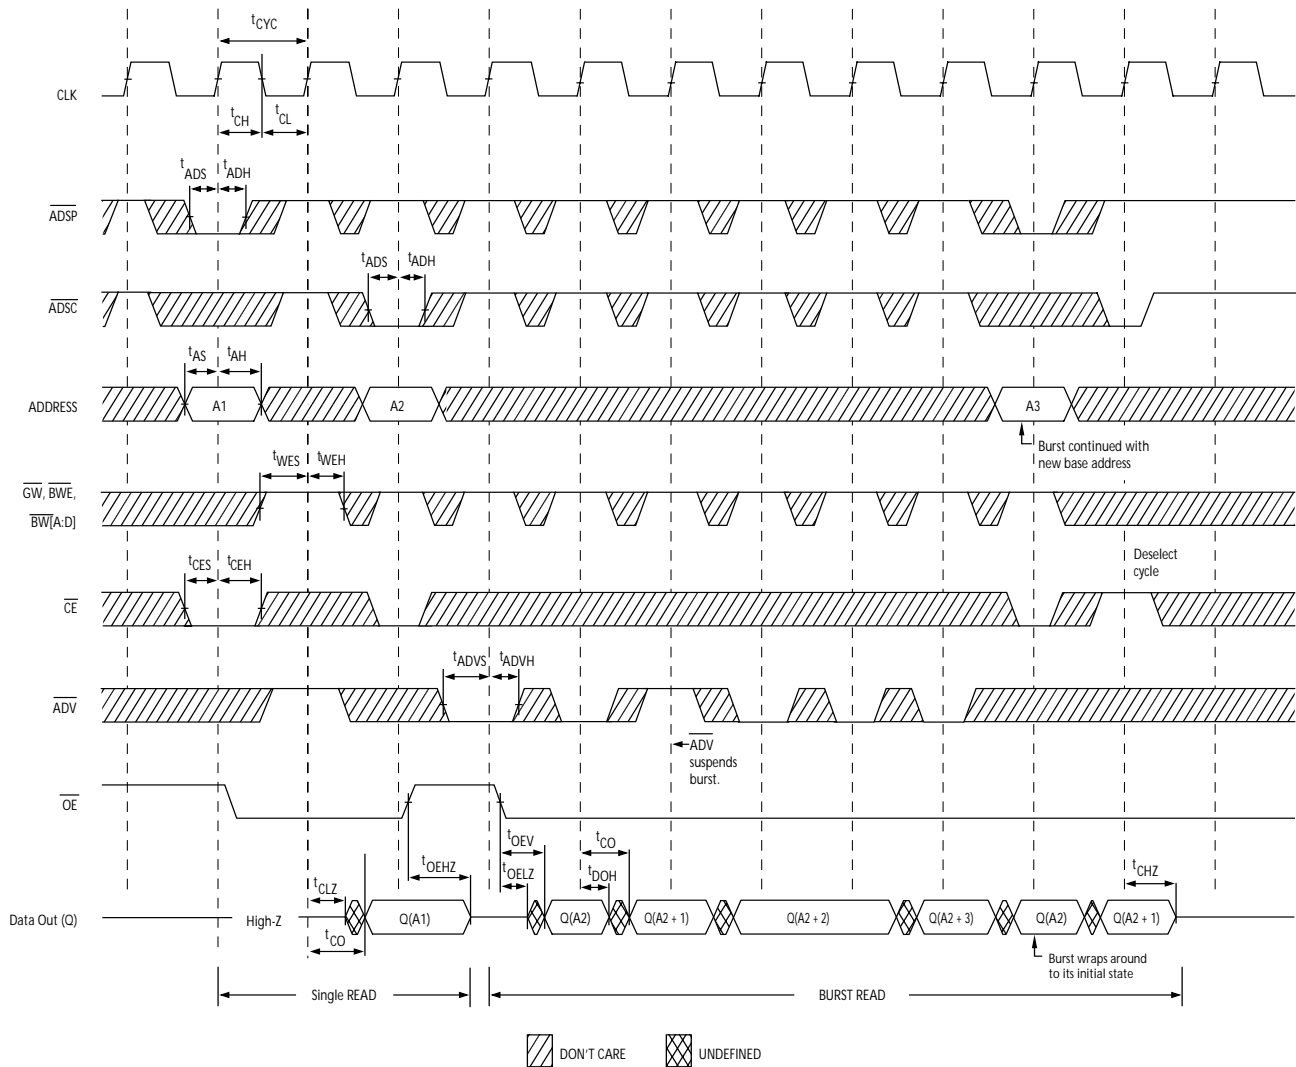 tCYC
CLK
tCH
tCL
tADS
tADH
ADSP
tADS
tADH
ADSC
tAS
tAH
ADDRESS
A1
A2
A3
Burst continued with
new base address
tWES
tWEH
GW, BWE,
BW[A:D]
Deselect
cycle
tCES
tCEH
CE
tADVS
tADVH
ADV
ADV
suspends
burst.
OE
tOEV
tCO
tOEHZ
tOELZ
tDOH
tCHZ
tCLZ
Data Out (Q)
High-Z
Q(A1)
Q(A2)
Q(A2 + 1)
Q(A2 + 2)
Q(A2 + 3)
Q(A2)
Q(A2 + 1)
tCO
Burst wraps around
to its initial state
Single READ
BURST READ
DON'T CARE
UNDEFINED